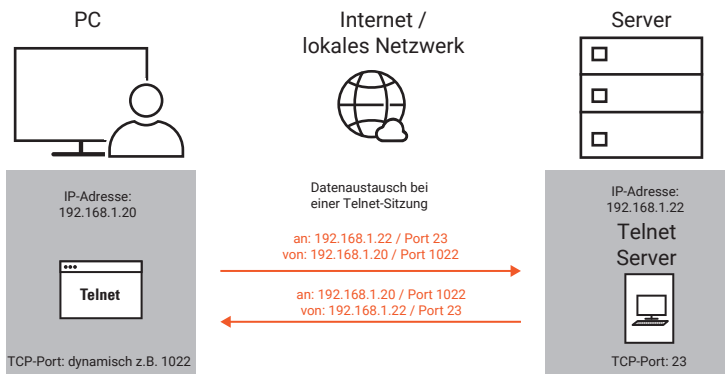 PC
Internet /
lokales Netzwerk
Server
IP-Adresse:
192.168.1.20
Telnet
TCP-Port: dynamisch z.B. 1022
Datenaustausch bei
einer Telnet-Sitzung
an: 192.168.1.22 / Port 23
von: 192.168.1.20 / Port 1022
an: 192.168.1.20 / Port 1022
von: 192.168.1.22 / Port 23
IP-Adresse:
192.168.1.22
Telnet
Server
TCP-Port: 23